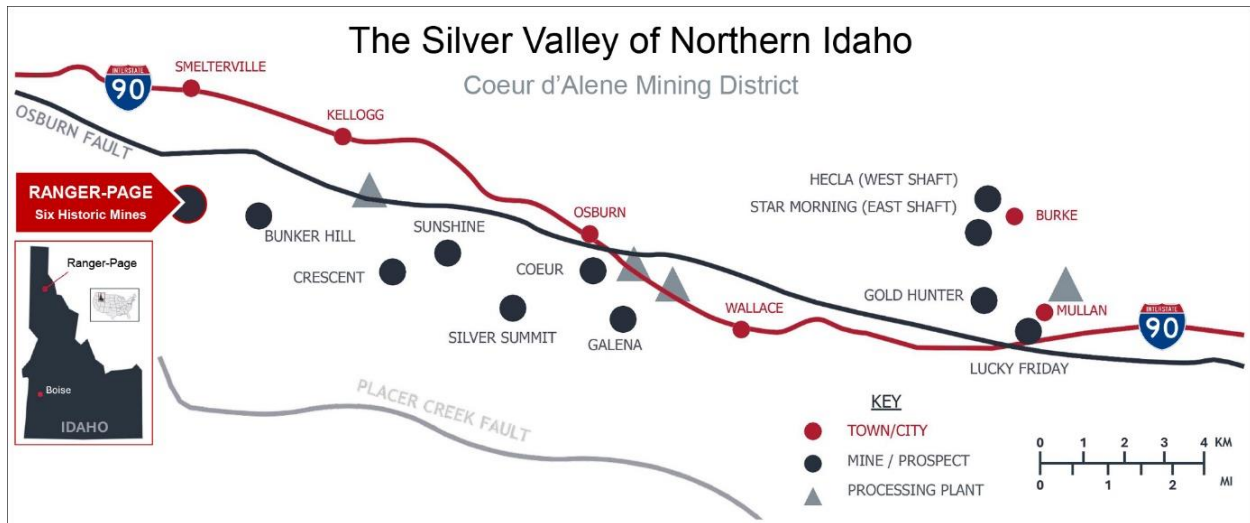 The Silver Valley of Northern Idaho
Coeur d'Alene Mining District
INTERSTATE
90
SMELTERVILLE
KELLOGG
OSBURN FAULT
RANGER-PAGE
Six Historic Mines
BUNKER HILL
SUNSHINE
CRESCENT
SILVER SUMMIT
OSBURN
COEUR
GALENA
WALLACE
HECLA (WEST SHAFT)
STAR MORNING (EAST SHAFT)
BURKE
GOLD HUNTER
MULLAN
LUCKY FRIDAY
INTERSTATE
90
Ranger-Page
Boise
IDAHO
PLACER CREEK FAULT
KEY
TOWN/CITY
MINE / PROSPECT
PROCESSING PLANT
0 1 2 3 4 KM
0 1 2 MI